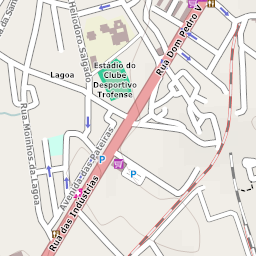 Heliodoro.Salgado
Rua Dom Pedro V
Estádio do
Clube
Desportivo
Trofense
Lagoa
Rua.Moinhos.da
Lagoa
Avenida-das-Pateiras
P
P
Rua das Indústrias